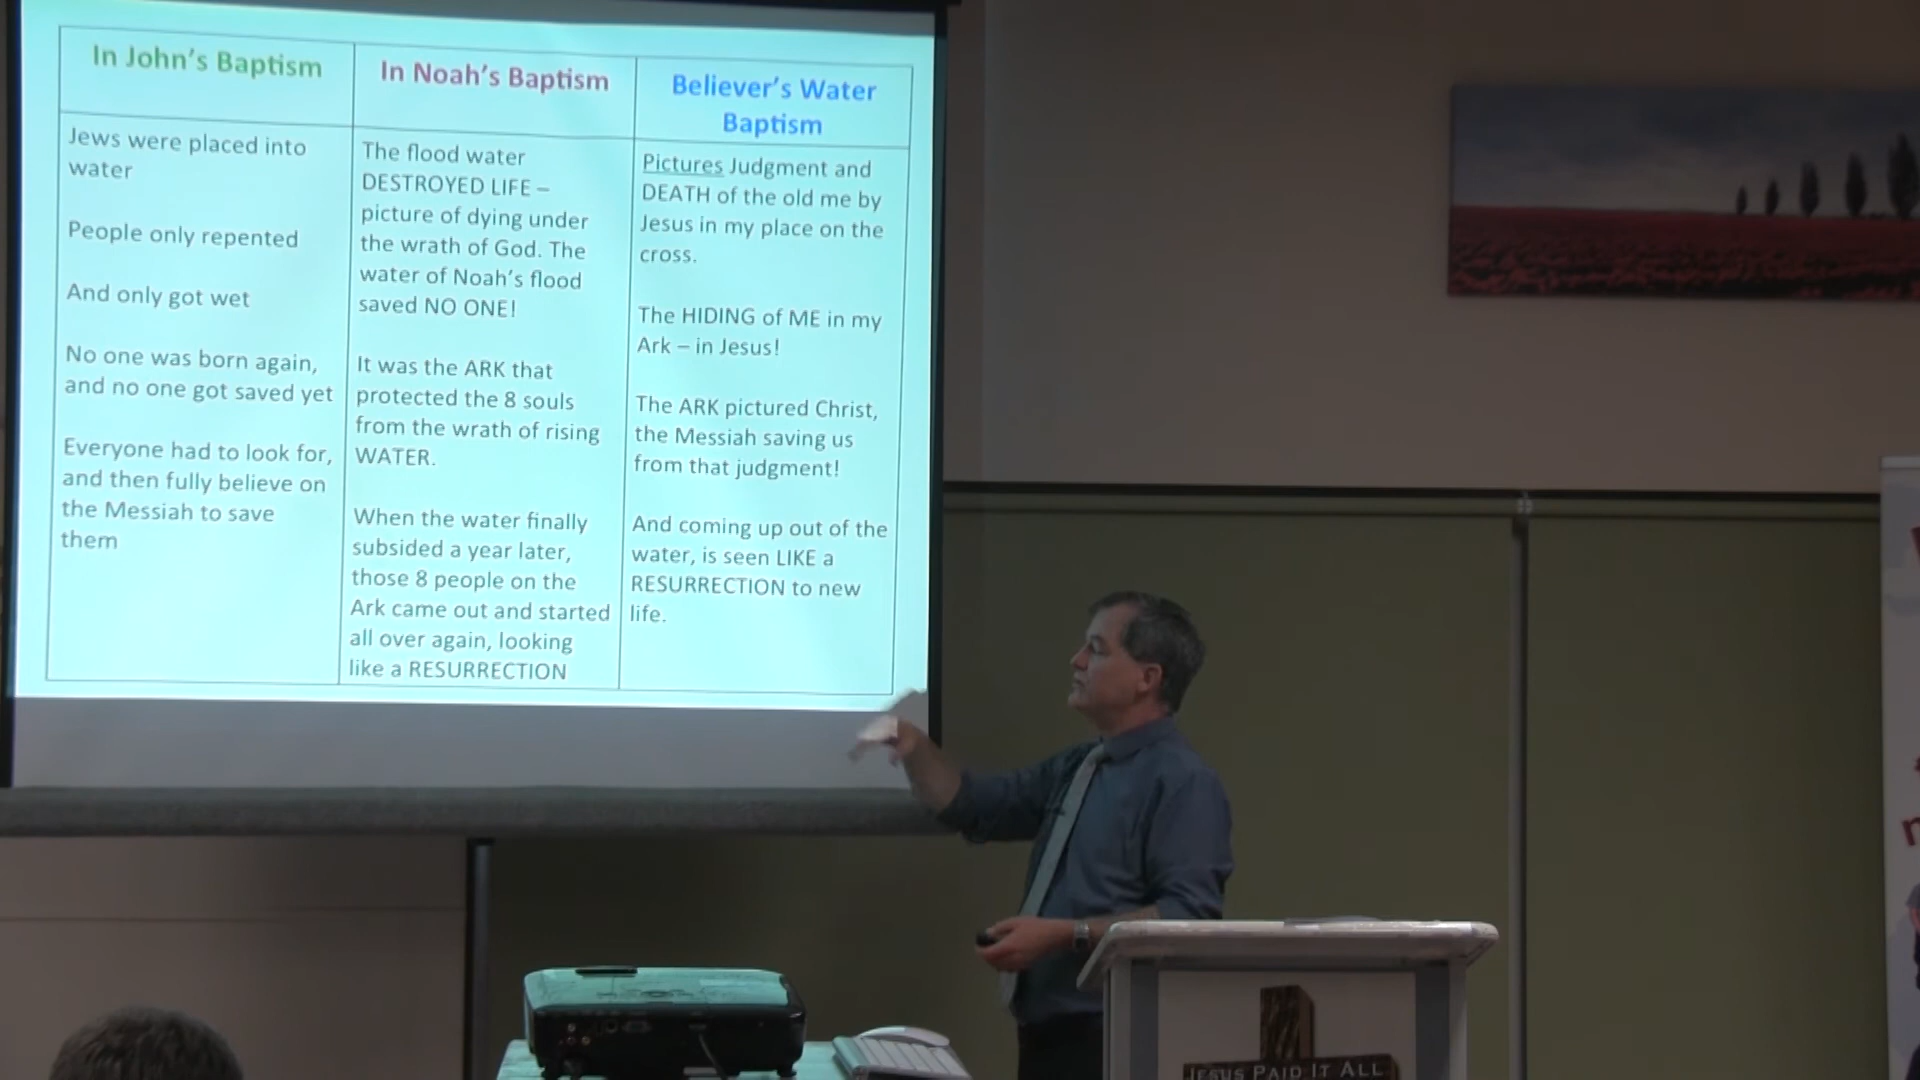 In John's Baptism
Jews were placed into
water
People only repented
And only got wet
No one was born again,
and no one got saved yet
Everyone had to look for,
and then fully believe on
the Messiah to save
them
In Noah's Baptism
The flood water
DESTROYED LIFE –
picture of dying under
the wrath of God. The
water of Noah's flood
saved NO ONE!
It was the ARK that
protected the 8 souls
from the wrath of rising
WATER.
When the water finally
subsided a year later,
those 8 people on the
Ark came out and started
all over again, looking
like a RESURRECTION
Believer's Water
Baptism
Pictures Judgment and
DEATH of the old me by
Jesus in my place on the
cross.
The HIDING of ME in my
Ark – in Jesus!
The ARK pictured Christ,
the Messiah saving us
from that judgment!
And coming up out of the
water, is seen LIKE a
RESURRECTION to new
life.
JESUS PAID IT ALL